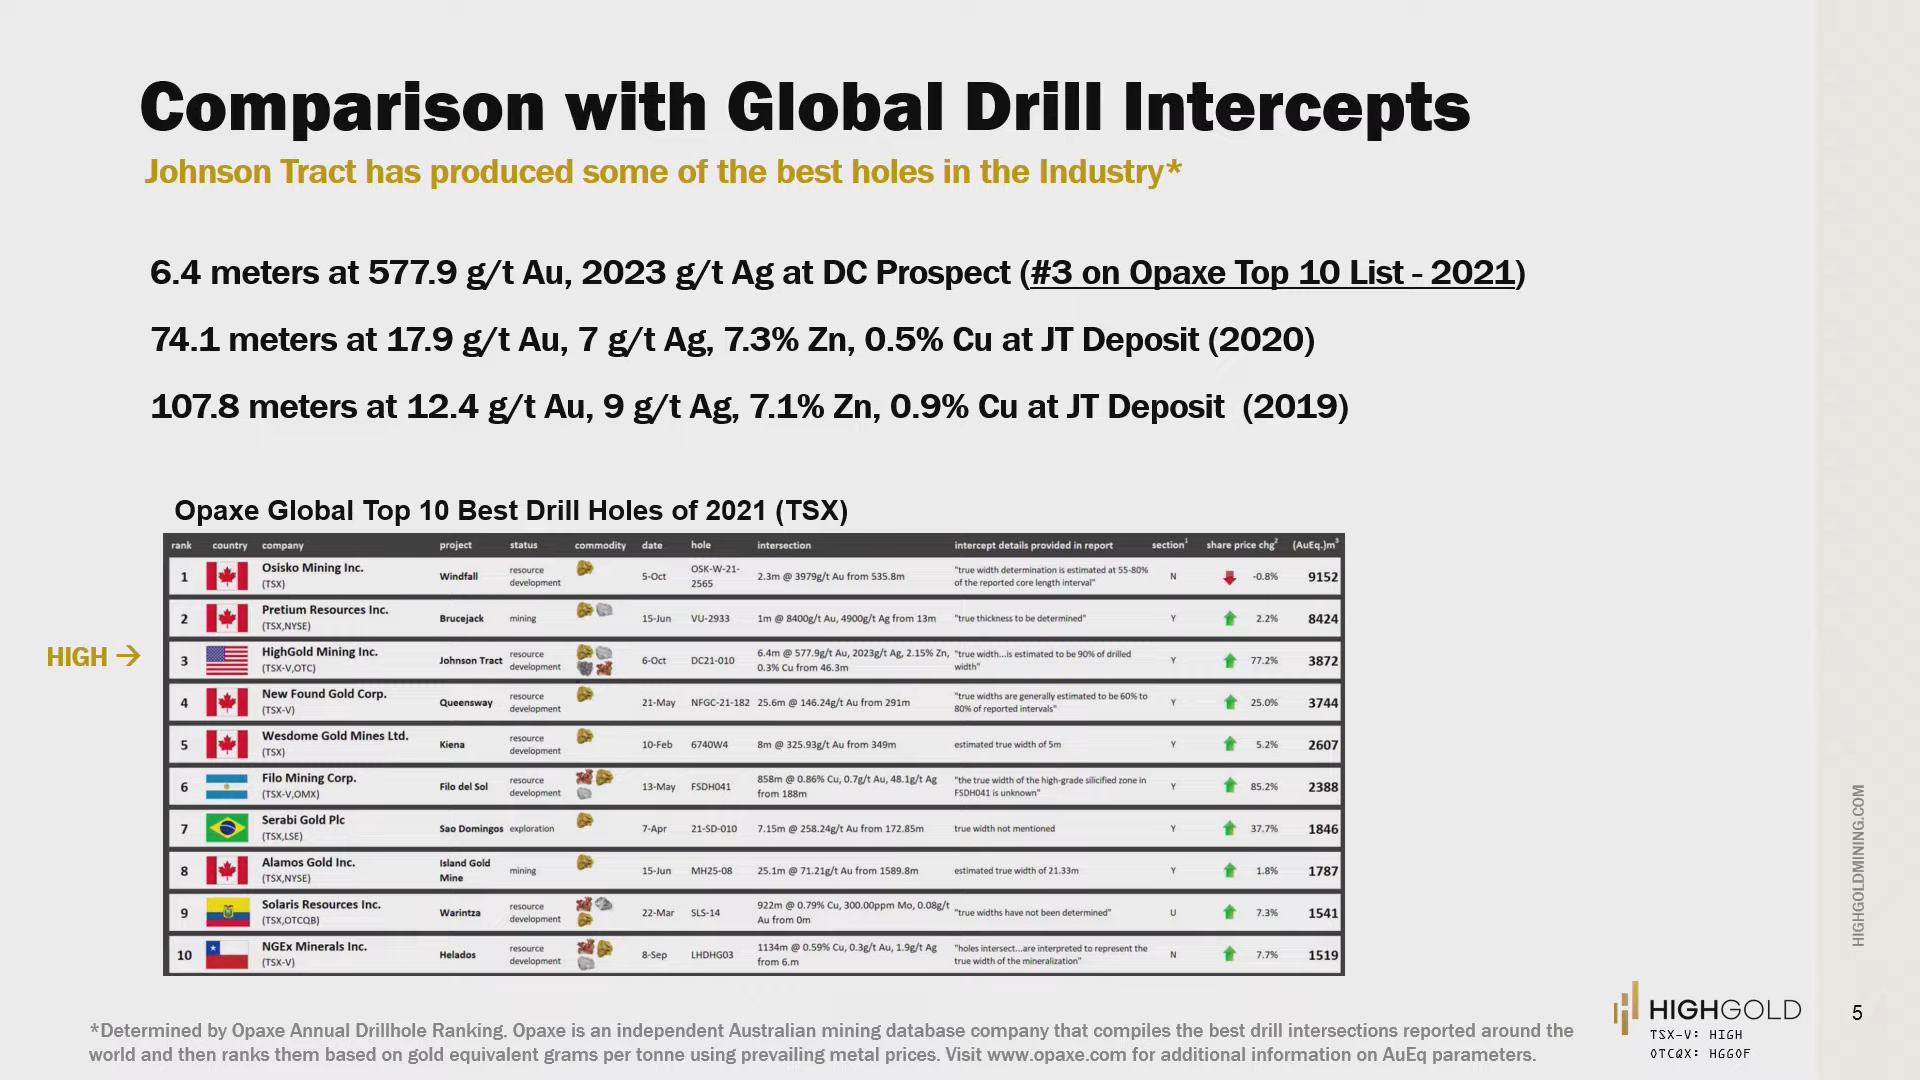 Comparison with Global Drill Intercepts
Johnson Tract has produced some of the best holes in the Industry*
6.4 meters at 577.9 g/t Au, 2023 g/t Ag at DC Prospect (#3 on Opaxe Top 10 List - 2021)
74.1 meters at 17.9 g/t Au, 7 g/t Ag, 7.3% Zn, 0.5% Cu at JT Deposit (2020)
107.8 meters at 12.4 g/t Au, 9 g/t Ag, 7.1% Zn, 0.9% Cu at JT Deposit (2019)
Opaxe Global Top 10 Best Drill Holes of 2021 (TSX)
rank country company project status commodity date hole intersection intercept details provided in report section¹ share price chg² (AuEq.)m³
1 Osisko Mining Inc. (TSX) Windfall resource development 5-Oct OSK-W-21-2565 2.3m @ 3979g/t Au from 535.8m "true width determination is estimated at 55-80% of the reported core length interval" N -0.8% 9152
2 Pretium Resources Inc. (TSX,NYSE) Brucejack mining 15-Jun VU-2933 1m @ 8400g/t Au, 4900g/t Ag from 13m "true thickness to be determined" Y 2.2% 8424
HIGH →
3 HighGold Mining Inc. (TSX-V,OTC) Johnson Tract resource development 6-Oct DC21-010 6.4m @ 577.9g/t Au, 2023g/t Ag, 2.15% Zn, 0.3% Cu from 46.3m "true width...is estimated to be 90% of drilled width" Y 77.2% 3872
4 New Found Gold Corp. (TSX-V) Queensway resource development 21-May NFGC-21-182 25.6m @ 146.24g/t Au from 291m "true widths are generally estimated to be 60% to 80% of reported intervals" Y 25.0% 3744
5 Wesdome Gold Mines Ltd. (TSX) Kiena resource development 10-Feb 6740W4 8m @ 325.93g/t Au from 349m estimated true width of 5m Y 5.2% 2607
6 Filo Mining Corp. (TSX-V,OMX) Filo del Sol resource development 13-May FSDH041 858m @ 0.86% Cu, 0.7g/t Au, 48.1g/t Ag from 188m "the true width of the high-grade silicified zone in FSDH041 is unknown" Y 85.2% 2388
7 Serabi Gold Plc (TSX,LSE) Sao Domingos exploration 7-Apr 21-SD-010 7.15m @ 258.24g/t Au from 172.85m true width not mentioned Y 37.7% 1846
8 Alamos Gold Inc. (TSX,NYSE) Island Gold Mine mining 15-Jun MH25-08 25.1m @ 71.21g/t Au from 1589.8m estimated true width of 21.33m Y 1.8% 1787
9 Solaris Resources Inc. (TSX,OTCQB) Warintza resource development 22-Mar SLS-14 922m @ 0.79% Cu, 300.00ppm Mo, 0.08g/t Au from 0m "true widths have not been determined" U 7.3% 1541
10 NGEx Minerals Inc. (TSX-V) Helados resource development 8-Sep LHDHG03 1134m @ 0.59% Cu, 0.3g/t Au, 1.9g/t Ag from 6.m "holes intersect...are interpreted to represent the true width of the mineralization" N 7.7% 1519
*Determined by Opaxe Annual Drillhole Ranking. Opaxe is an independent Australian mining database company that compiles the best drill intersections reported around the
world and then ranks them based on gold equivalent grams per tonne using prevailing metal prices. Visit www.opaxe.com for additional information on AuEq parameters.
HIGHGOLDMINING.COM
HIGHGOLD
TSX-V: HIGH
OTCQX: HGGOF
5